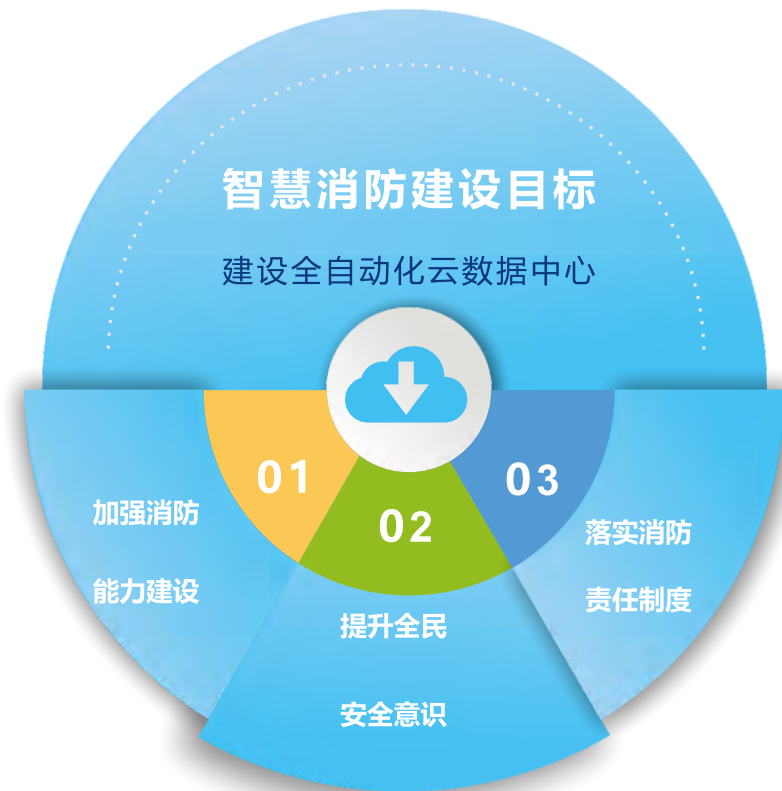 智慧消防建设目标
建设全自动化云数据中心
01
加强消防
能力建设
02
提升全民
安全意识
03
落实消防
责任制度